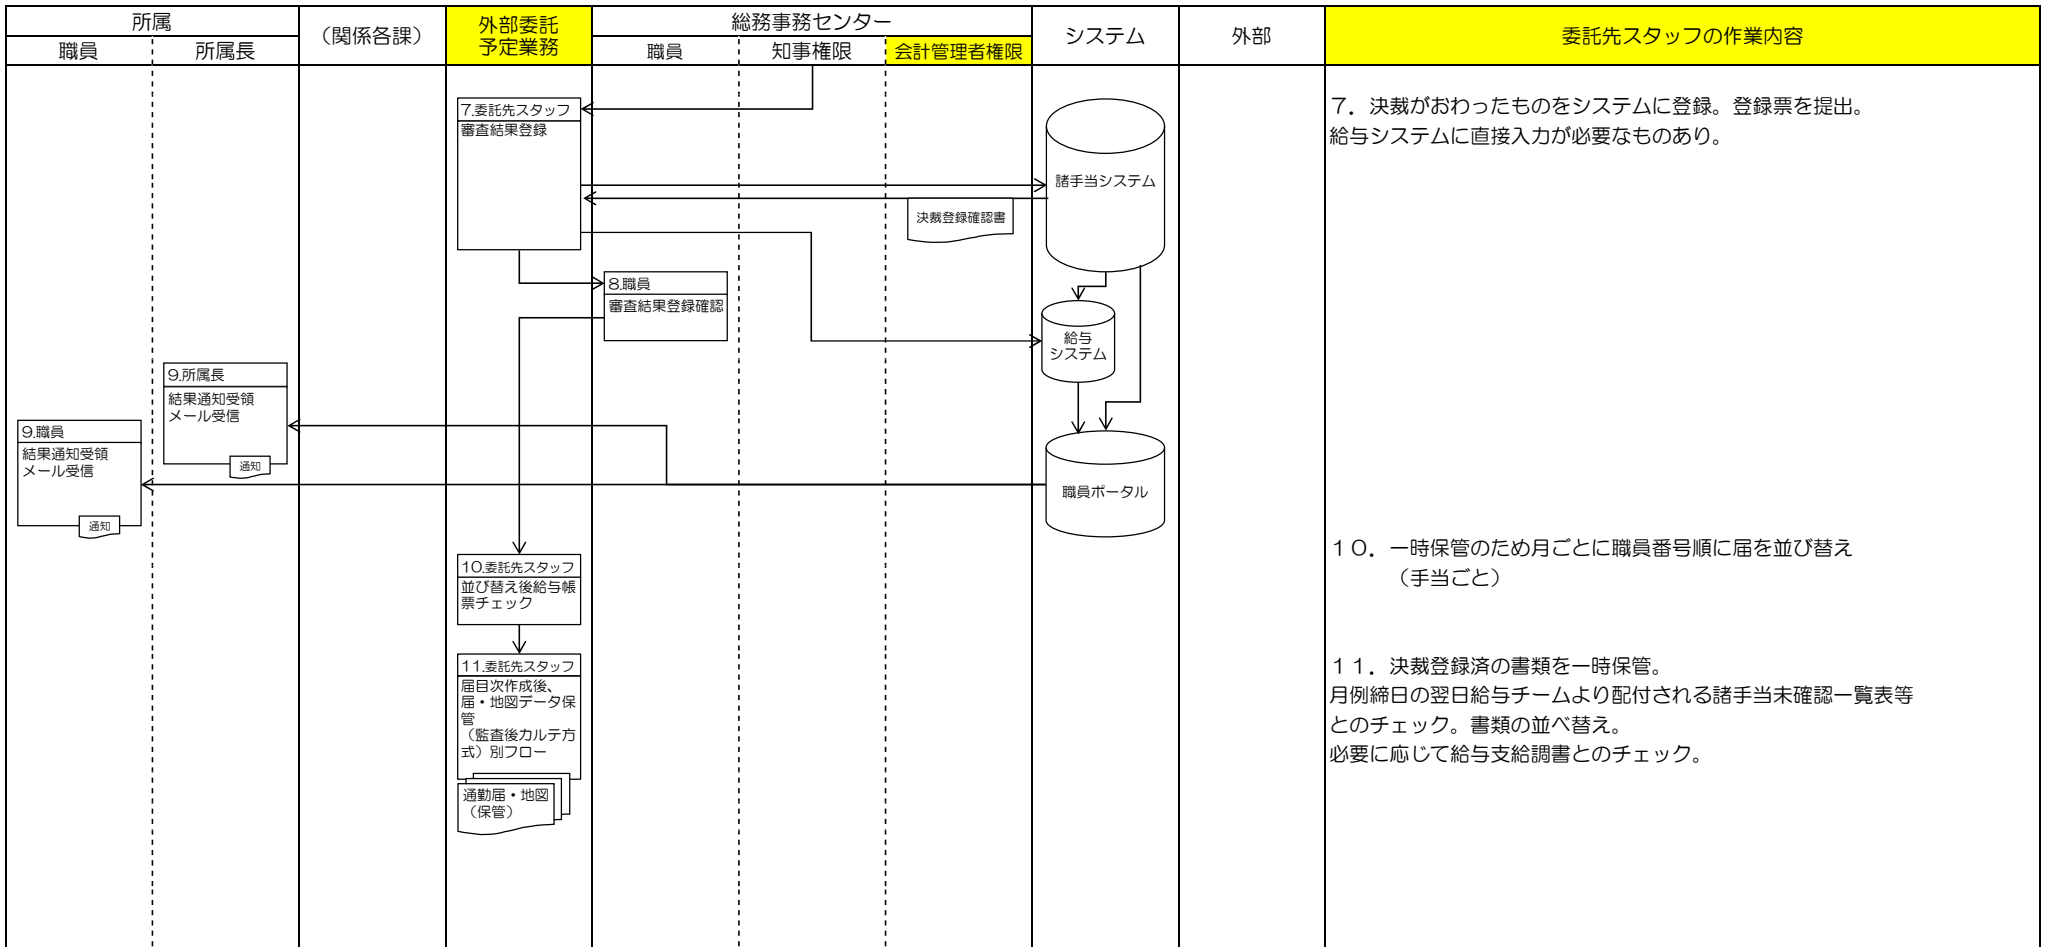 所属
（関係各課）
外部委託
予定業務
総務事務センター
システム
外部
委託先スタッフの作業内容
職員
所属長
職員
知事権限
会計管理者権限
7.委託先スタッフ
審査結果登録
諸手当システム
決裁登録確認書
7．決裁がおわったものをシステムに登録。登録票を提出。
給与システムに直接入力が必要なものあり。
8.職員
審査結果登録確認
給与
システム
9.所属長
結果通知受領
メール受信
通知
9.職員
結果通知受領
メール受信
通知
職員ポータル
10.委託先スタッフ
並び替え後給与帳
票チェック
１０．一時保管のため月ごとに職員番号順に届を並び替え
（手当ごと）
11.委託先スタッフ
届目次作成後、
届・地図データ保
管
（監査後カルテ方
式）別フロー
通勤届・地図
（保管）
１１．決裁登録済の書類を一時保管。
月例締日の翌日給与チームより配付される諸手当未確認一覧表等
とのチェック。書類の並べ替え。
必要に応じて給与支給調書とのチェック。